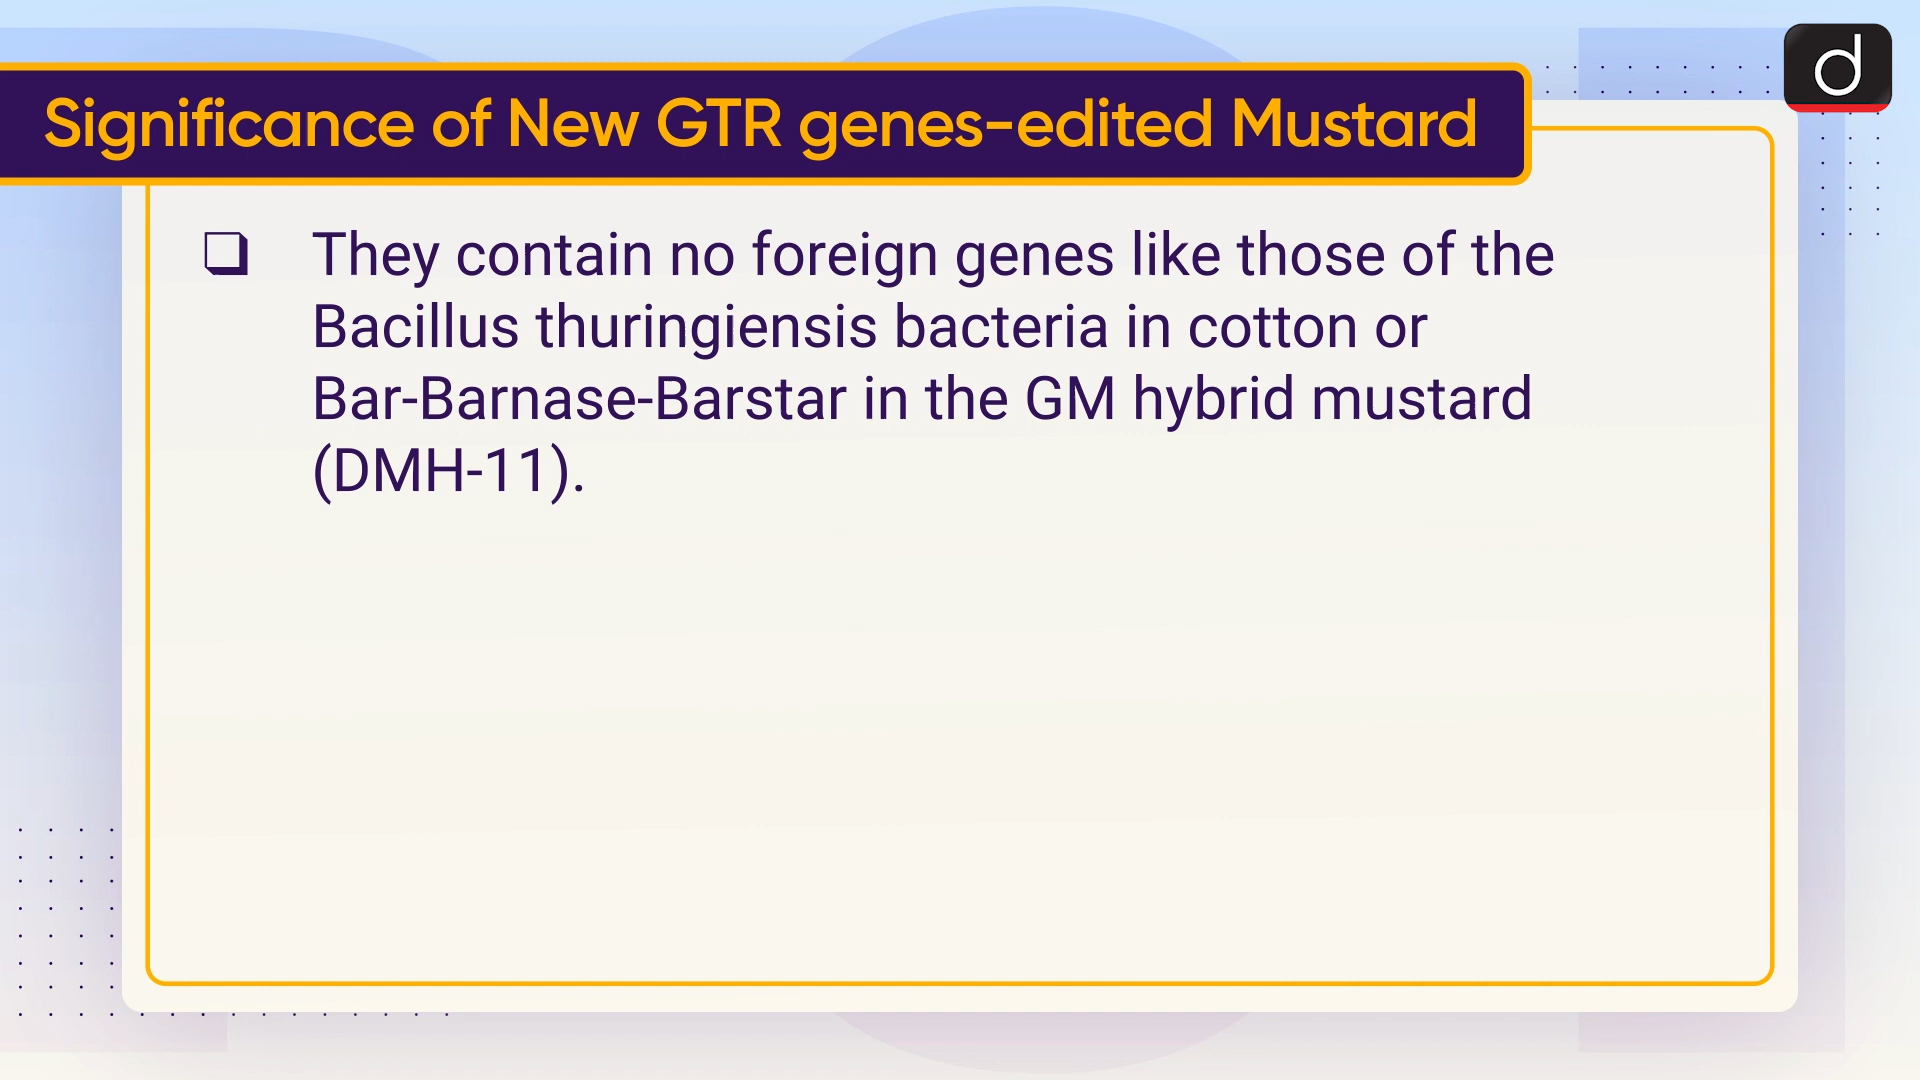 Significance of New GTR genes-edited Mustard
d
❑ They contain no foreign genes like those of the
Bacillus thuringiensis bacteria in cotton or
Bar-Barnase-Barstar in the GM hybrid mustard
(DMH-11).